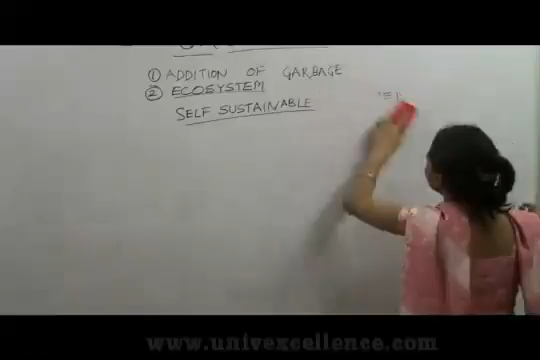 ① ADDITION OF GARBAGE
② ECOSYSTEM
SELF SUSTAINABLE
www.univexcellence.com